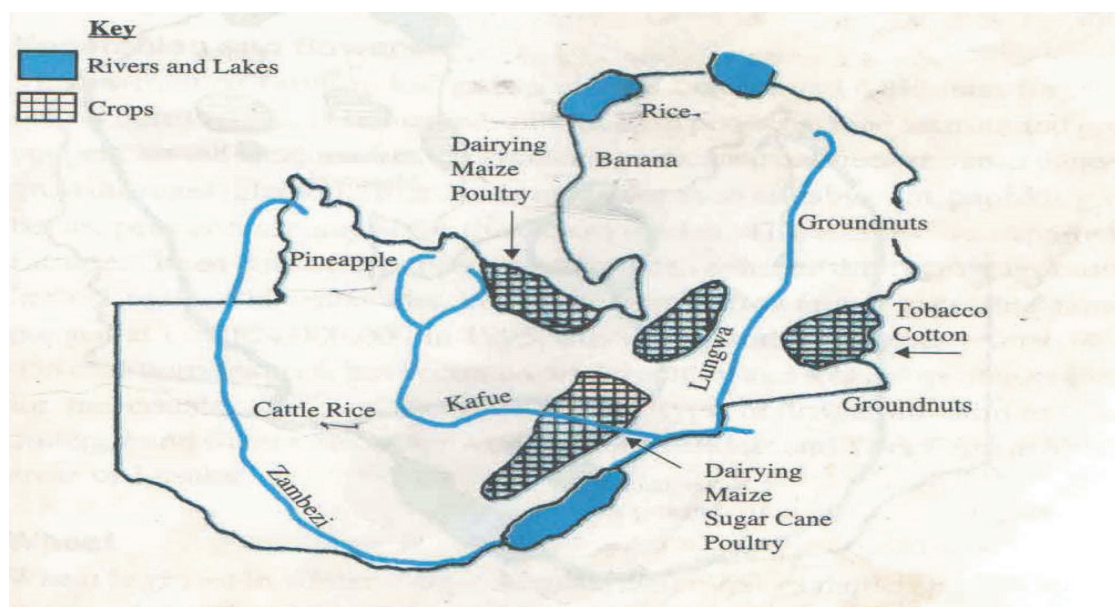 Key
Rivers and Lakes
Crops
Dairying
Maize
Poultry
Rice
Banana
Groundnuts
Pineapple
Tobacco
Cotton
Lungwa
Groundnuts
Kafue
Cattle Rice
Zambezi
Dairying
Maize
Sugar Cane
Poultry